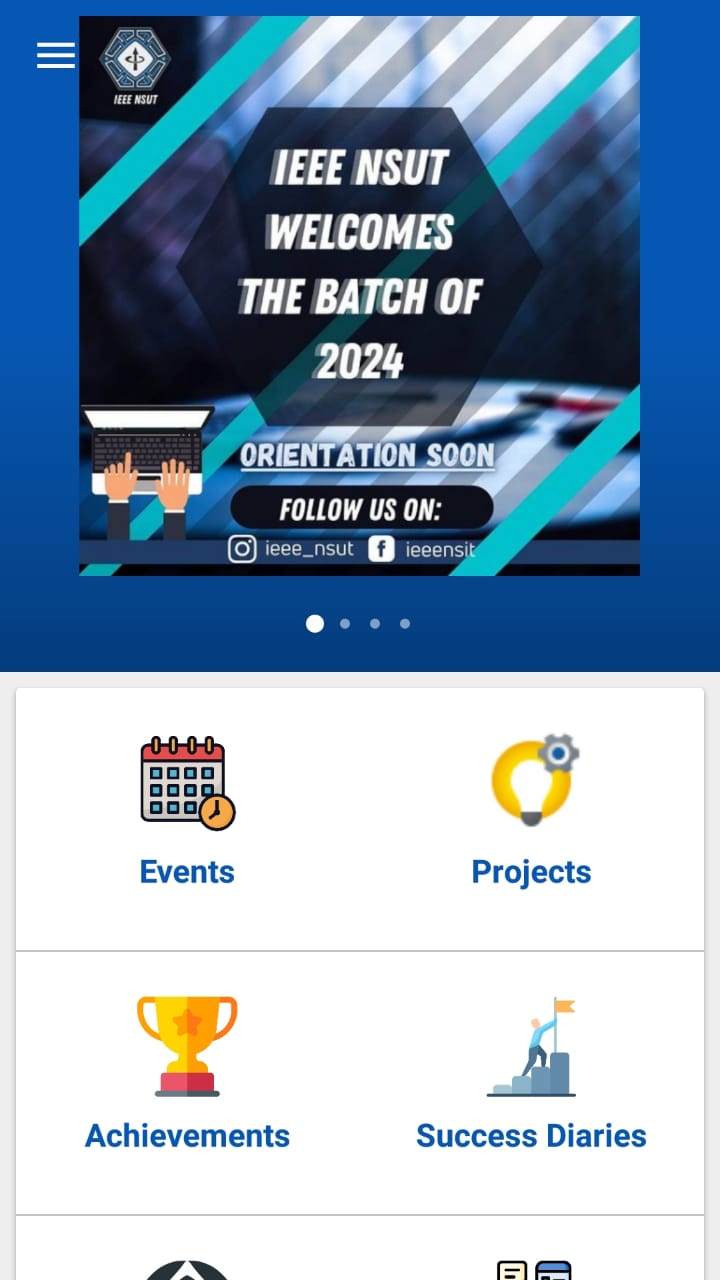 IEEE NSUT
IEEE NSUT
WELCOMES
THE BATCH OF
2024
ORIENTATION SOON
FOLLOW US ON:
ieee_nsut f ieeensit
Events
Projects
Achievements
Success Diaries